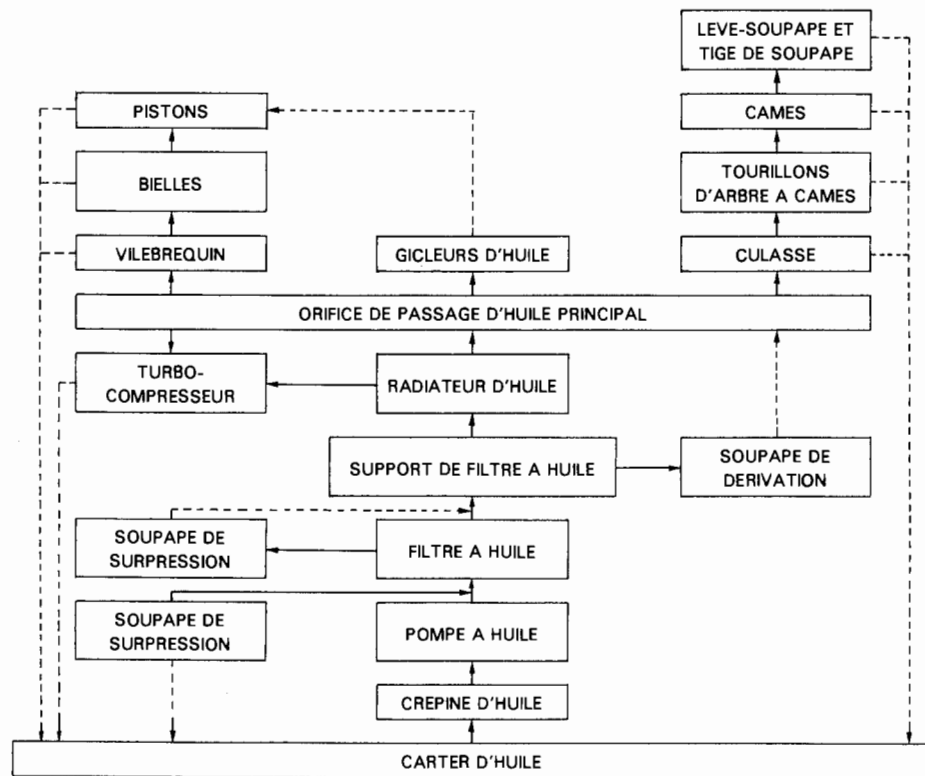 LEVE-SOUPAPE ET
TIGE DE SOUPAPE
PISTONS
CAMES
BIELLES
TOURILLONS
D'ARBRE A CAMES
VILEBREQUIN
GICLEURS D'HUILE
CULASSE
ORIFICE DE PASSAGE D'HUILE PRINCIPAL
TURBO-
COMPRESSEUR
RADIATEUR D'HUILE
SUPPORT DE FILTRE A HUILE
SOUPAPE DE
DERIVATION
SOUPAPE DE
SURPRESSION
FILTRE A HUILE
SOUPAPE DE
SURPRESSION
POMPE A HUILE
CREPINE D'HUILE
CARTER D'HUILE